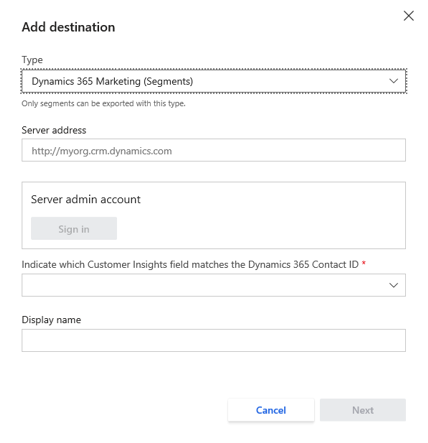 Add destination
Type
Dynamics 365 Marketing (Segments)
Only segments can be exported with this type.
Server address
http://myorg.crm.dynamics.com
Server admin account
Sign in
Indicate which Customer Insights field matches the Dynamics 365 Contact ID *
Display name
Cancel
Next